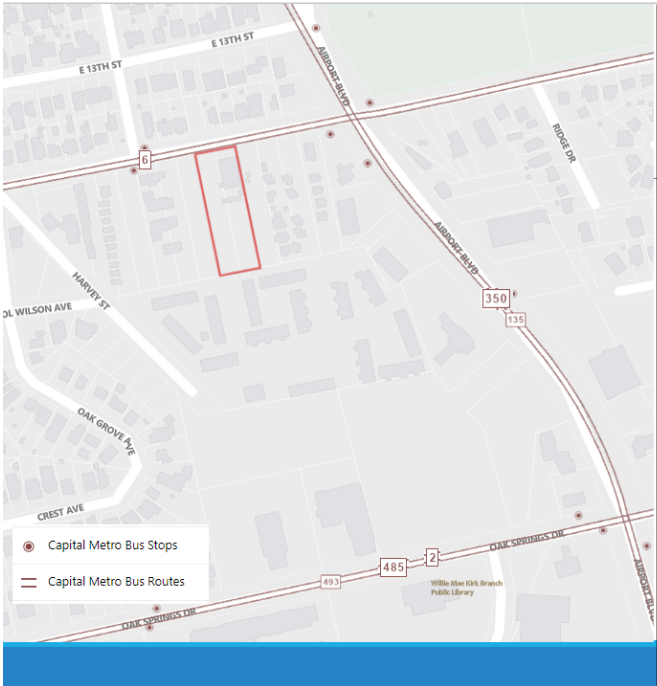 E 13TH ST
E 13TH ST
AIRPORT BLVD
6
RIDGE DR
AIRPORT BLVD
HARVEY ST
350
135
OL WILSON AVE
OAK GROVE AVE
CREST AVE
Capital Metro Bus Stops
Capital Metro Bus Routes
OAK SPRINGS DR
2
485
493
Willie Mae Kirk Branch
Public Library
AIRPORT BLV
OAK SPRINGS DR